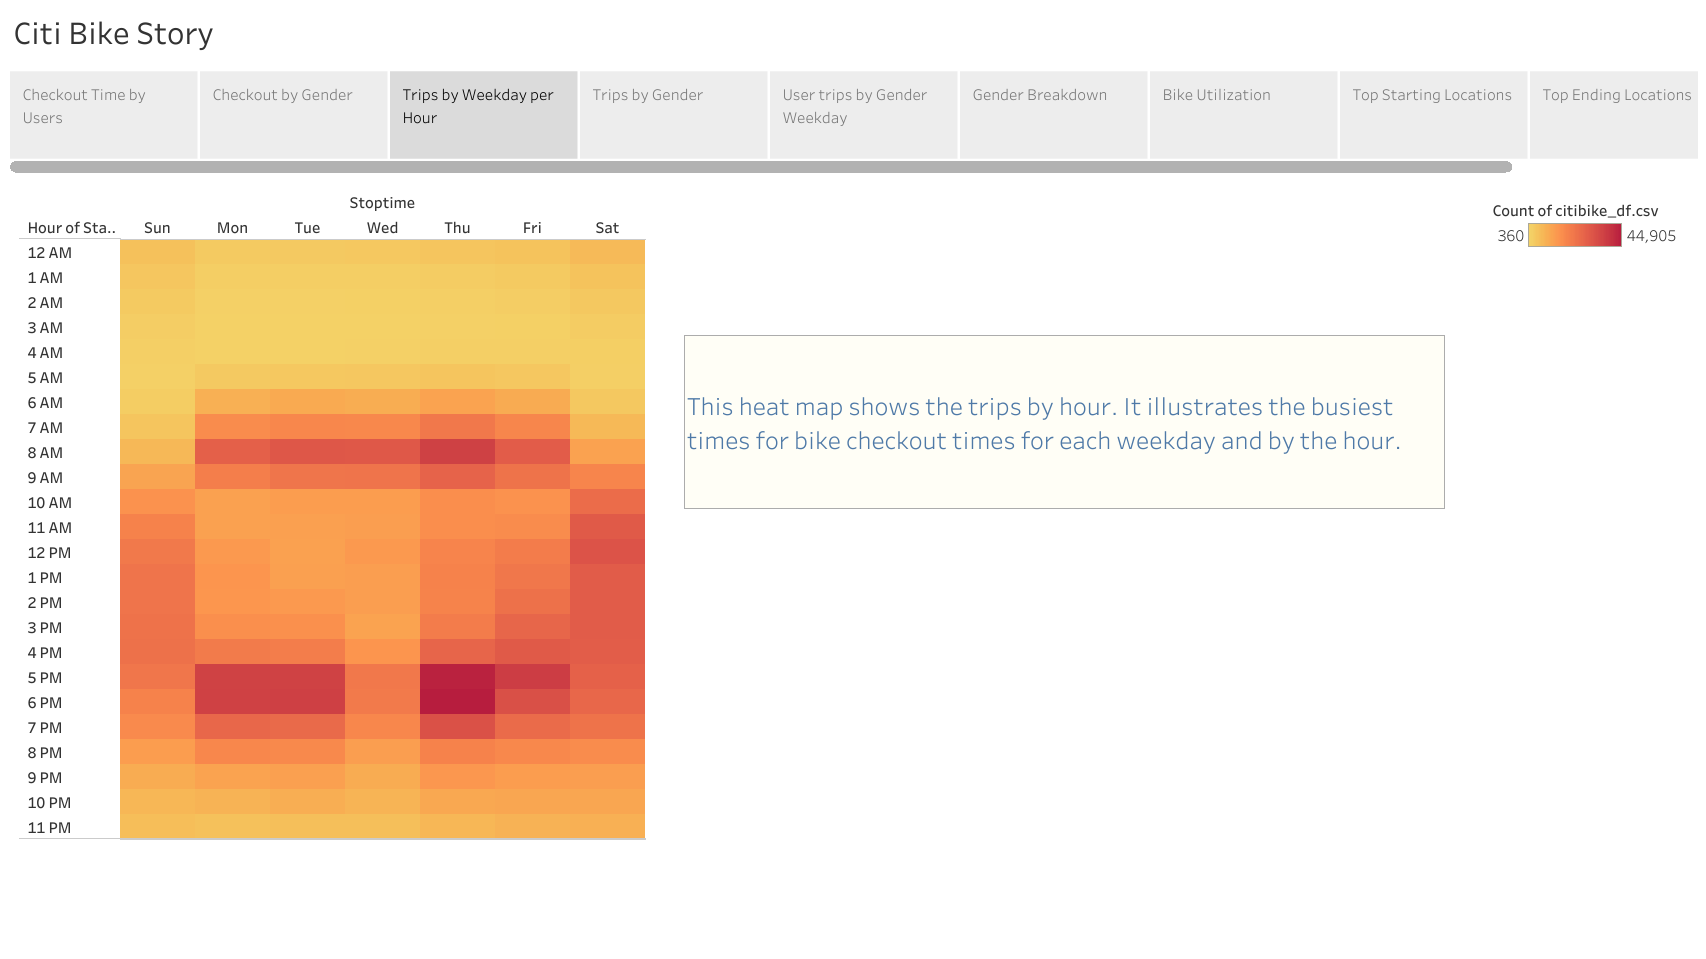 Citi Bike Story
Checkout Time by
Users
Checkout by Gender
Trips by Weekday per
Hour
Trips by Gender
User trips by Gender
Weekday
Gender Breakdown
Bike Utilization
Top Starting Locations
Top Ending Locations
Stoptime
Hour of Sta.. Sun Mon Tue Wed Thu Fri Sat
12 AM
1 AM
2 AM
3 AM
4 AM
5 AM
6 AM
7 AM
8 AM
9 AM
10 AM
11 AM
12 PM
1 PM
2 PM
3 PM
4 PM
5 PM
6 PM
7 PM
8 PM
9 PM
10 PM
11 PM
Count of citibike_df.csv
360 44,905
This heat map shows the trips by hour. It illustrates the busiest
times for bike checkout times for each weekday and by the hour.